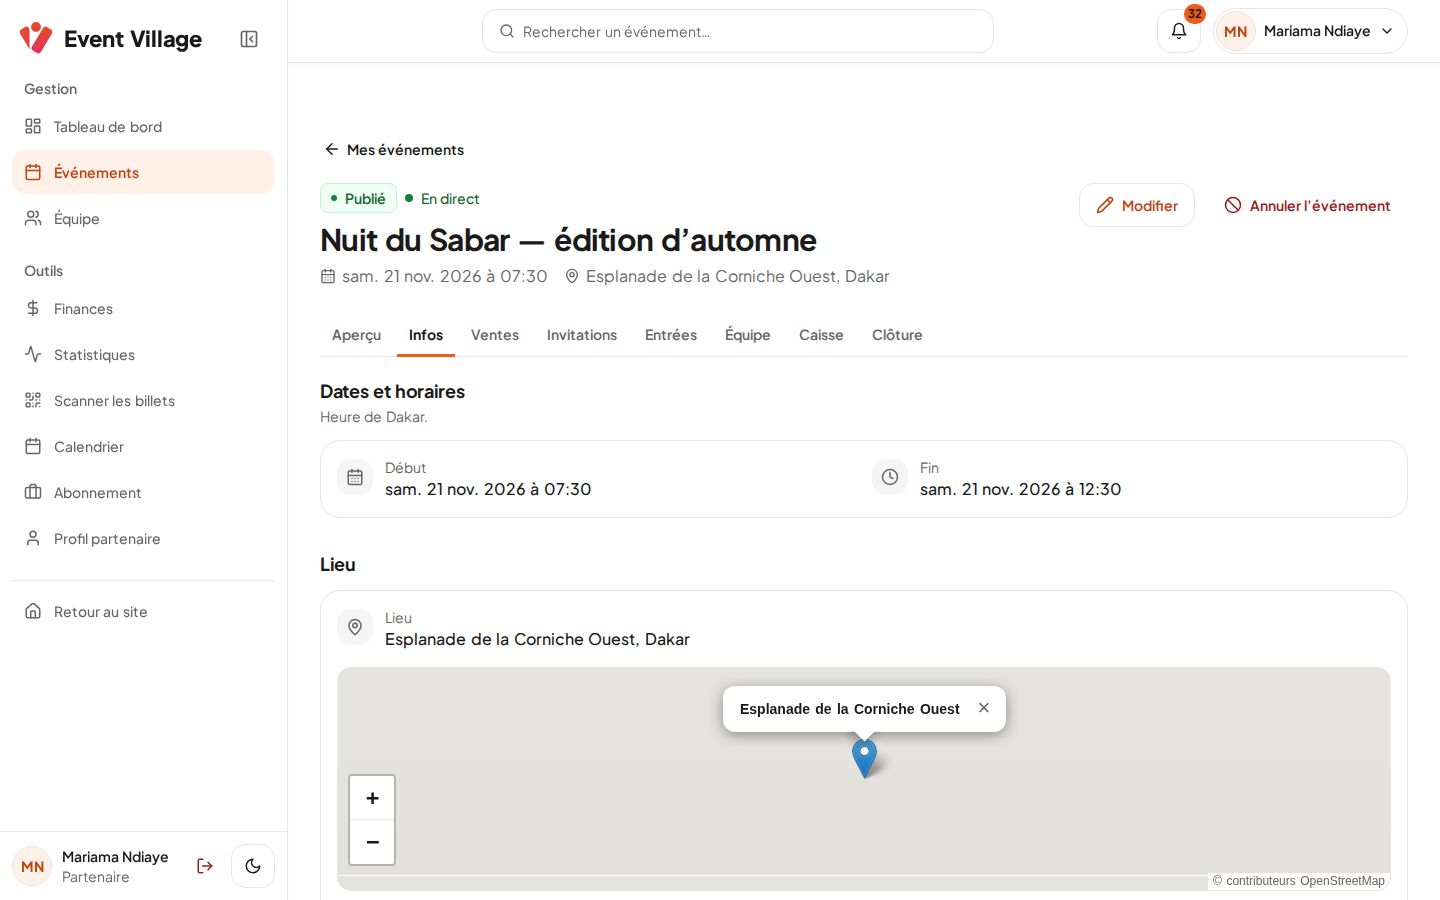 Event Village
Gestion
Tableau de bord
Événements
Équipe
Outils
Finances
Statistiques
Scanner les billets
Calendrier
Abonnement
Profil partenaire
Retour au site
MN
Mariama Ndiaye
Partenaire
Rechercher un événement…
32
MN
Mariama Ndiaye
Mes événements
Publié
En direct
Modifier
Annuler l’événement
Nuit du Sabar — édition d’automne
sam. 21 nov. 2026 à 07:30
Esplanade de la Corniche Ouest, Dakar
Aperçu
Infos
Ventes
Invitations
Entrées
Équipe
Caisse
Clôture
Dates et horaires
Heure de Dakar.
Début
sam. 21 nov. 2026 à 07:30
Fin
sam. 21 nov. 2026 à 12:30
Lieu
Lieu
Esplanade de la Corniche Ouest, Dakar
Esplanade de la Corniche Ouest
+
−
© contributeurs OpenStreetMap